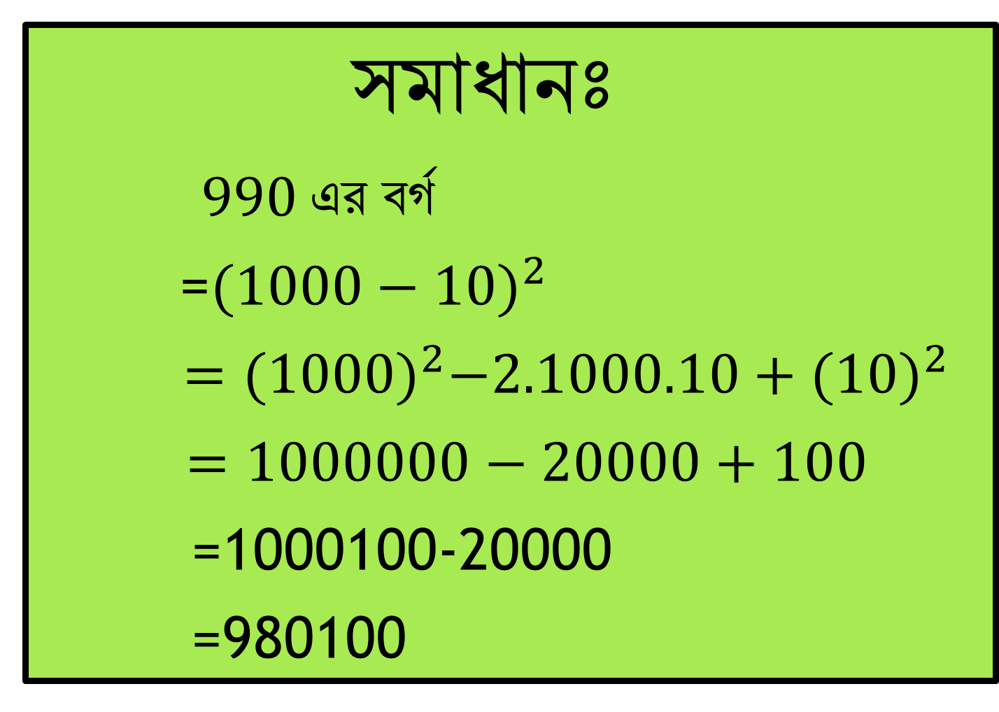 সমাধানঃ
990 এর বর্গ
=(1000 − 10)²
= (1000)²−2.1000.10 + (10)²
= 1000000 − 20000 + 100
=1000100-20000
=980100